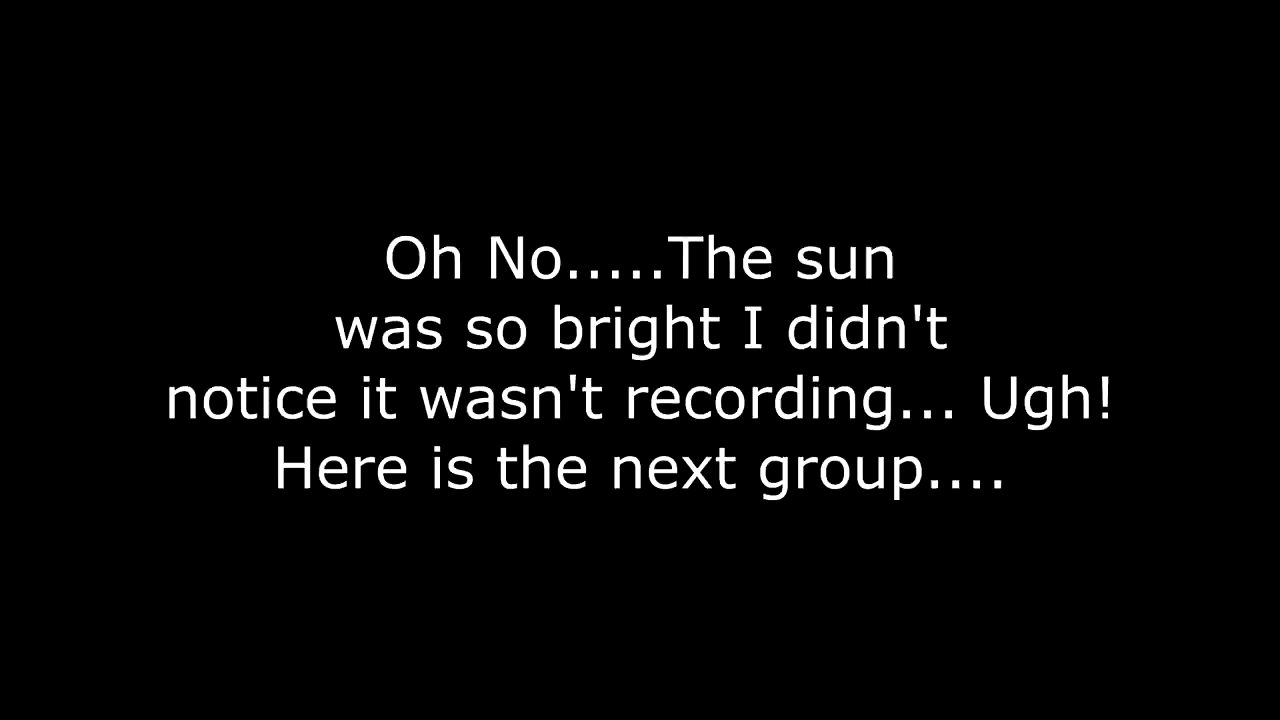 Oh No.....The sun
was so bright I didn't
notice it wasn't recording... Ugh!
Here is the next group....